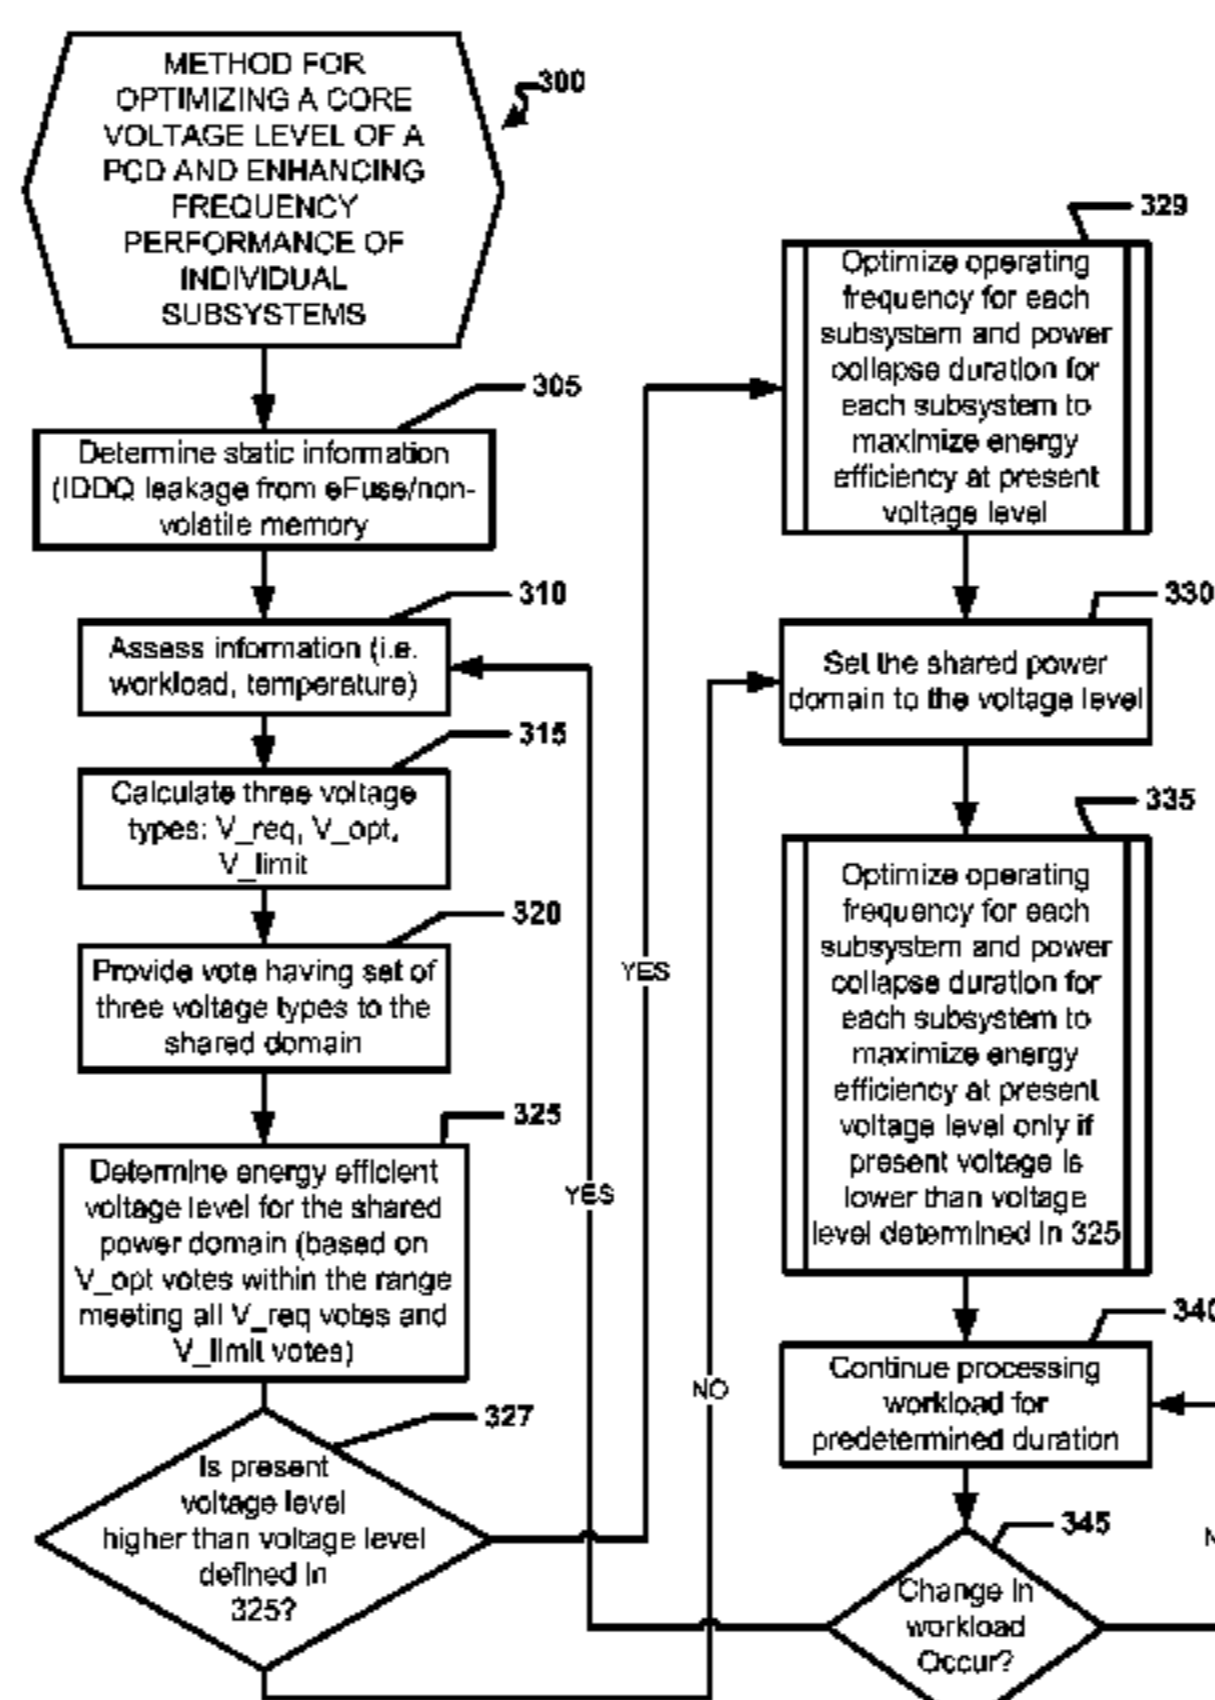 METHOD FOR
OPTIMIZING A CORE
VOLTAGE LEVEL OF A
PCD AND ENHANCING
FREQUENCY
PERFORMANCE OF
INDIVIDUAL
SUBSYSTEMS
300
305
Determine static information
(IDDQ leakage from eFuse/non-
volatile memory
310
Assess information (i.e.
workload, temperature)
315
Calculate three voltage
types: V_req, V_opt,
V_limit
320
Provide vote having set of
three voltage types to the
shared domain
325
Determine energy efficient
voltage level for the shared
power domain (based on
V_opt votes within the range
meeting all V_req votes and
V_limit votes)
327
Is present
voltage level
higher than voltage level
defined in
325?
YES
YES
NO
329
Optimize operating
frequency for each
subsystem and power
collapse duration for
each subsystem to
maximize energy
efficiency at present
voltage level
330
Set the shared power
domain to the voltage level
335
Optimize operating
frequency for each
subsystem and power
collapse duration for
each subsystem to
maximize energy
efficiency at present
voltage level only if
present voltage is
lower than voltage
level determined in 325
340
Continue processing
workload for
predetermined duration
345
Change in
workload
Occur?